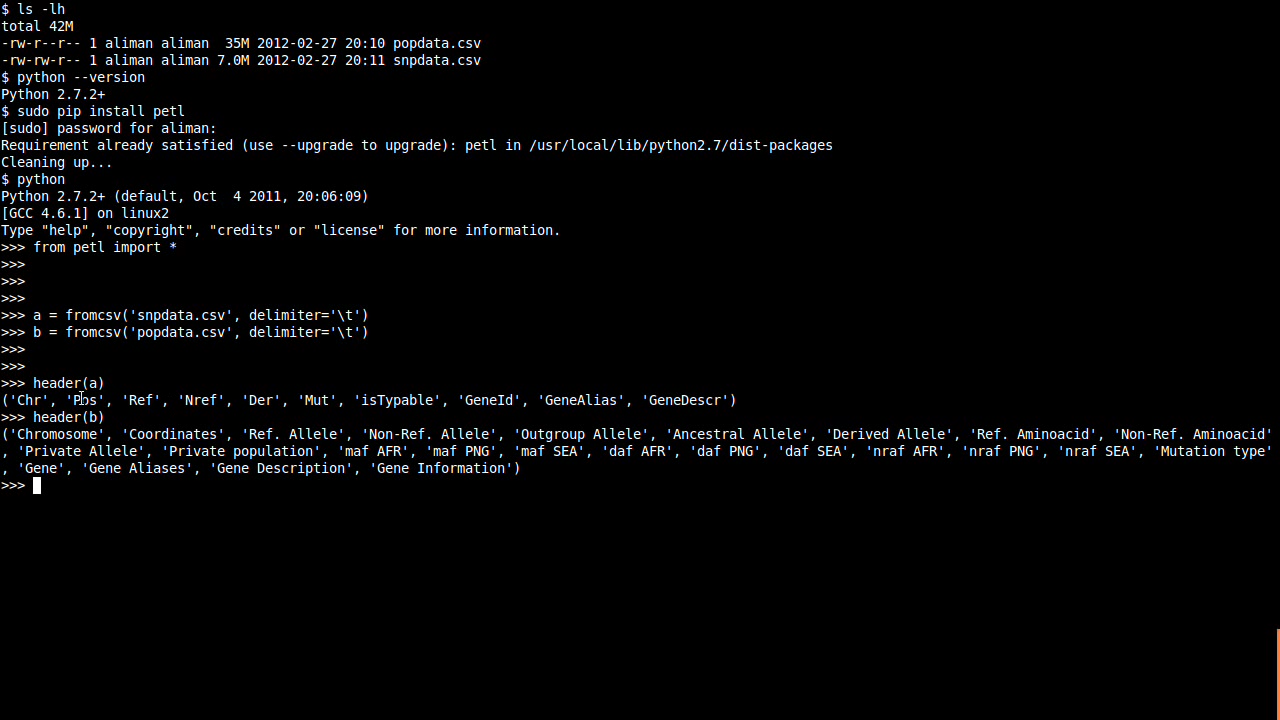 $ ls -lh
total 42M
-rw-r--r-- 1 aliman aliman  35M 2012-02-27 20:10 popdata.csv
-rw-rw-r-- 1 aliman aliman 7.0M 2012-02-27 20:11 snpdata.csv
$ python --version
Python 2.7.2+
$ sudo pip install petl
[sudo] password for aliman:
Requirement already satisfied (use --upgrade to upgrade): petl in /usr/local/lib/python2.7/dist-packages
Cleaning up...
$ python
Python 2.7.2+ (default, Oct  4 2011, 20:06:09)
[GCC 4.6.1] on linux2
Type "help", "copyright", "credits" or "license" for more information.
>>> from petl import *
>>>
>>>
>>>
>>> a = fromcsv('snpdata.csv', delimiter='\t')
>>> b = fromcsv('popdata.csv', delimiter='\t')
>>>
>>>
>>> header(a)
('Chr', 'Pos', 'Ref', 'Nref', 'Der', 'Mut', 'isTypable', 'GeneId', 'GeneAlias', 'GeneDescr')
>>> header(b)
('Chromosome', 'Coordinates', 'Ref. Allele', 'Non-Ref. Allele', 'Outgroup Allele', 'Ancestral Allele', 'Derived Allele', 'Ref. Aminoacid', 'Non-Ref. Aminoacid'
, 'Private Allele', 'Private population', 'maf AFR', 'maf PNG', 'maf SEA', 'daf AFR', 'daf PNG', 'daf SEA', 'nraf AFR', 'nraf PNG', 'nraf SEA', 'Mutation type'
, 'Gene', 'Gene Aliases', 'Gene Description', 'Gene Information')
>>>